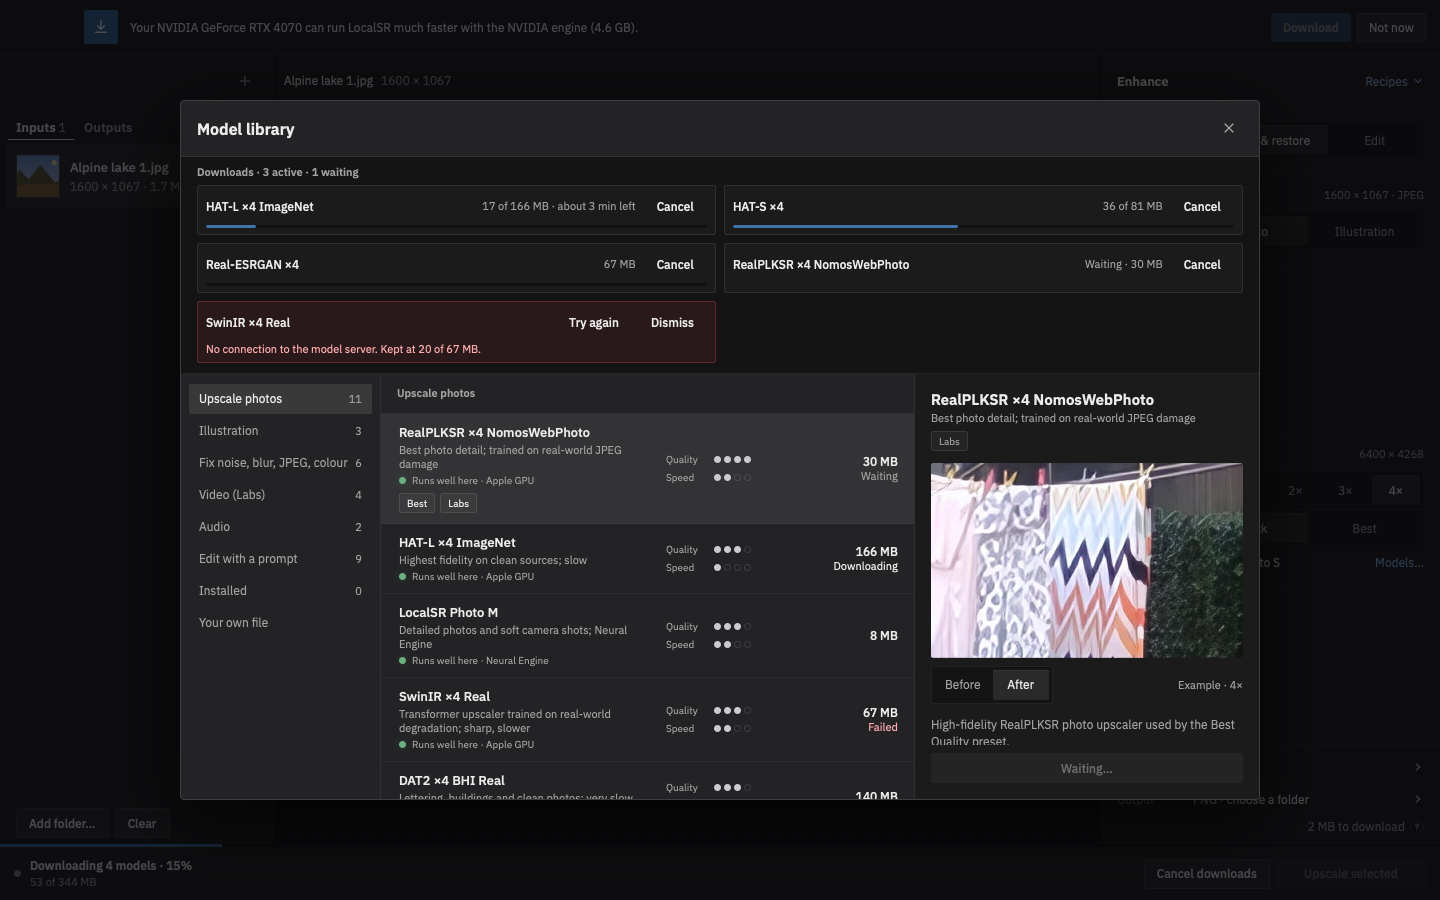 Your NVIDIA GeForce RTX 4070 can run LocalSR much faster with the NVIDIA engine (4.6 GB).
Download
Not now
Alpine lake 1.jpg 1600 × 1067
Enhance
Recipes
Inputs 1
Outputs
Alpine lake 1.jpg
1600 × 1067 · 1.7 M
& restore
Edit
1600 × 1067 · JPEG
Illustration
6400 × 4268
2×
3×
4×
Best
to S
Models...
Model library
Downloads · 3 active · 1 waiting
HAT-L ×4 ImageNet
17 of 166 MB · about 3 min left
Cancel
HAT-S ×4
36 of 81 MB
Cancel
Real-ESRGAN ×4
67 MB
Cancel
RealPLKSR ×4 NomosWebPhoto
Waiting · 30 MB
Cancel
SwinIR ×4 Real
Try again
Dismiss
No connection to the model server. Kept at 20 of 67 MB.
Upscale photos 11
Illustration 3
Fix noise, blur, JPEG, colour 6
Video (Labs) 4
Audio 2
Edit with a prompt 9
Installed 0
Your own file
Upscale photos
RealPLKSR ×4 NomosWebPhoto
Best photo detail; trained on real-world JPEG
damage
Runs well here · Apple GPU
Best
Labs
Quality
Speed
30 MB
Waiting
HAT-L ×4 ImageNet
Highest fidelity on clean sources; slow
Runs well here · Apple GPU
Quality
Speed
166 MB
Downloading
LocalSR Photo M
Detailed photos and soft camera shots; Neural
Engine
Runs well here · Neural Engine
Quality
Speed
8 MB
SwinIR ×4 Real
Transformer upscaler trained on real-world
degradation; sharp, slower
Runs well here · Apple GPU
Quality
Speed
67 MB
Failed
DAT2 ×4 BHI Real
Lettering, buildings and clean photos; very slow
Quality
140 MB
RealPLKSR ×4 NomosWebPhoto
Best photo detail; trained on real-world JPEG damage
Labs
Before
After
Example · 4×
High-fidelity RealPLKSR photo upscaler used by the Best
Quality preset.
Waiting...
Output
PNG · choose a folder
2 MB to download ?
Add folder...
Clear
Downloading 4 models · 15%
53 of 344 MB
Cancel downloads
Upscale selected